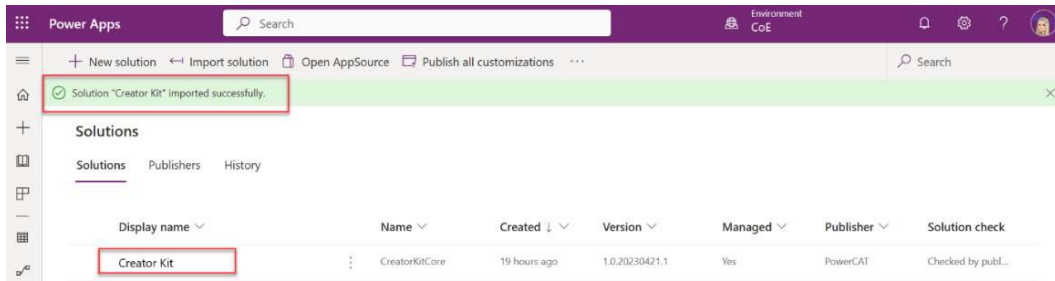 Power Apps
Search
Environment
CoE
?
+ New solution
Import solution
Open AppSource
Publish all customizations
...
Search
Solution "Creator Kit" imported successfully.
Solutions
Solutions Publishers History
Display name Name Created ↓ Version Managed Publisher Solution check
Creator Kit CreatorKitCore 19 hours ago 1.0.20230421.1 Yes PowerCAT Checked by publ...